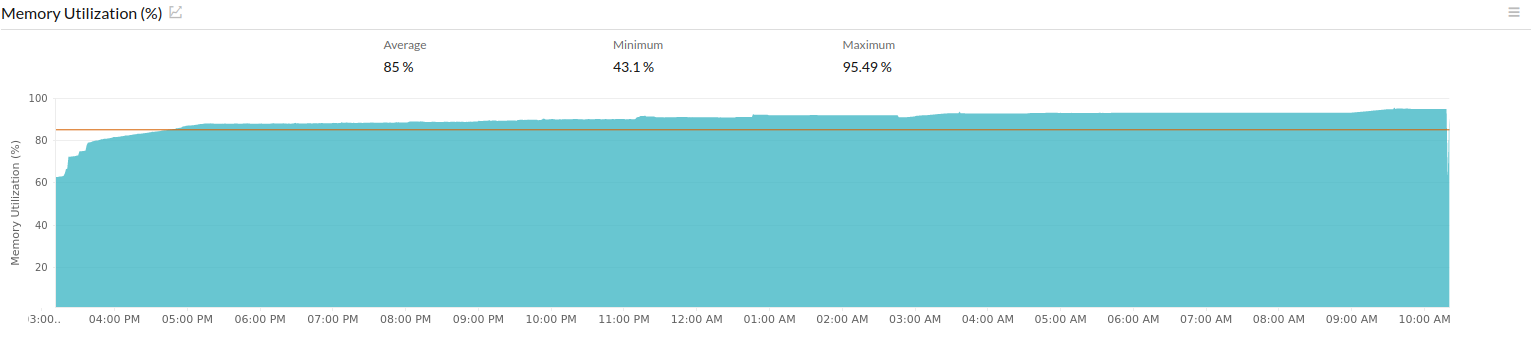 Memory Utilization (%)
Average Minimum Maximum
85 % 43.1 % 95.49 %
100
80
60
40
20
Memory Utilization (%)
03:00.. 04:00 PM 05:00 PM 06:00 PM 07:00 PM 08:00 PM 09:00 PM 10:00 PM 11:00 PM 12:00 AM 01:00 AM 02:00 AM 03:00 AM 04:00 AM 05:00 AM 06:00 AM 07:00 AM 08:00 AM 09:00 AM 10:00 AM